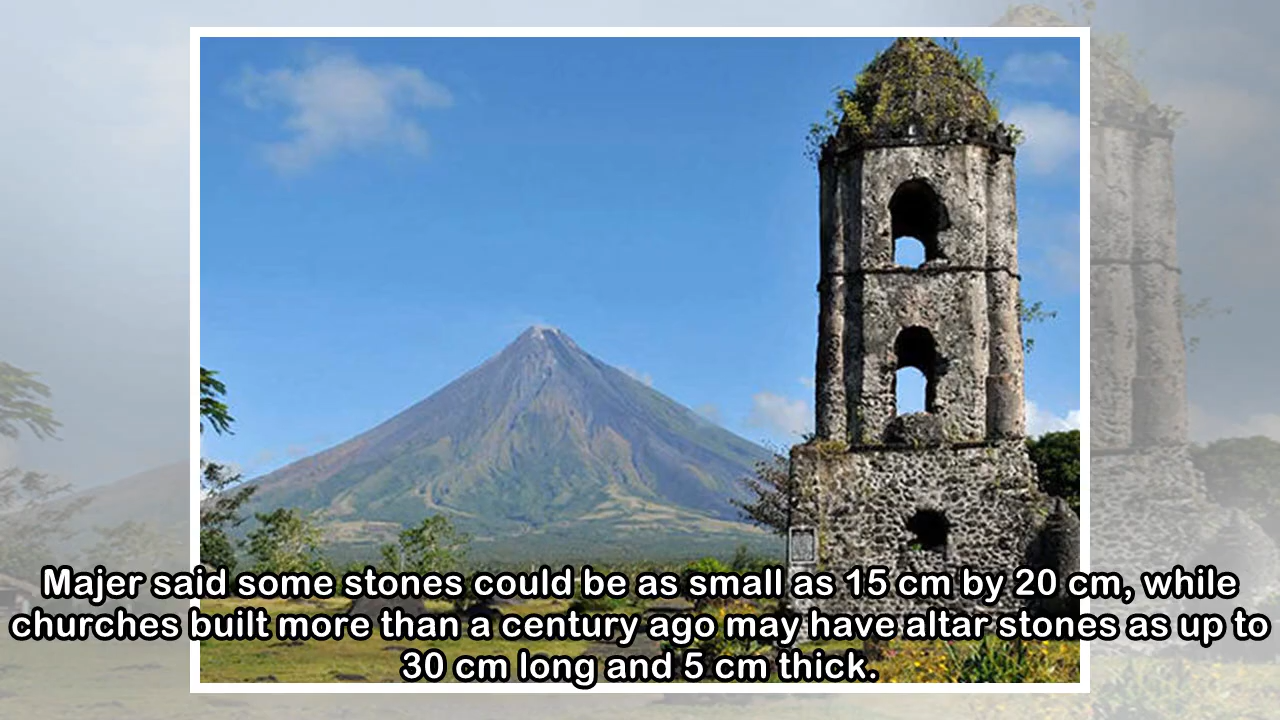 Majer said some stones could be as small as 15 cm by 20 cm, while
churches built more than a century ago may have altar stones as up to
30 cm long and 5 cm thick.